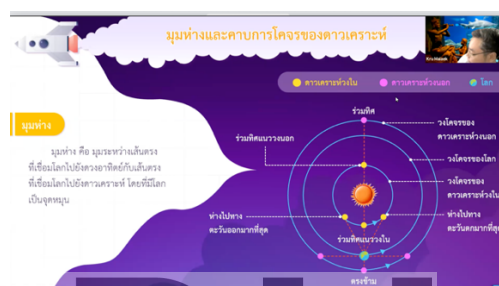 มุมห่างและคาบการโคจรของดาวเคราะห์
Kru Natsuk
ดาวเคราะห์วงใน
ดาวเคราะห์วงนอก
โลก
มุมห่าง
มุมห่าง คือ มุมระหว่างเส้นตรง
ที่เชื่อมโลกไปยังดวงอาทิตย์กับเส้นตรง
ที่เชื่อมโลกไปยังดาวเคราะห์ โดยที่มีโลก
เป็นจุดหมุน
ร่วมทิศ
ร่วมทิศแนววงนอก
วงโคจรของ
ดาวเคราะห์วงนอก
วงโคจรของโลก
วงโคจรของ
ดาวเคราะห์วงใน
ห่างไปทาง
ตะวันออกมากที่สุด
ห่างไปทาง
ตะวันตกมากที่สุด
ร่วมทิศแนววงใน
ตรงข้าม